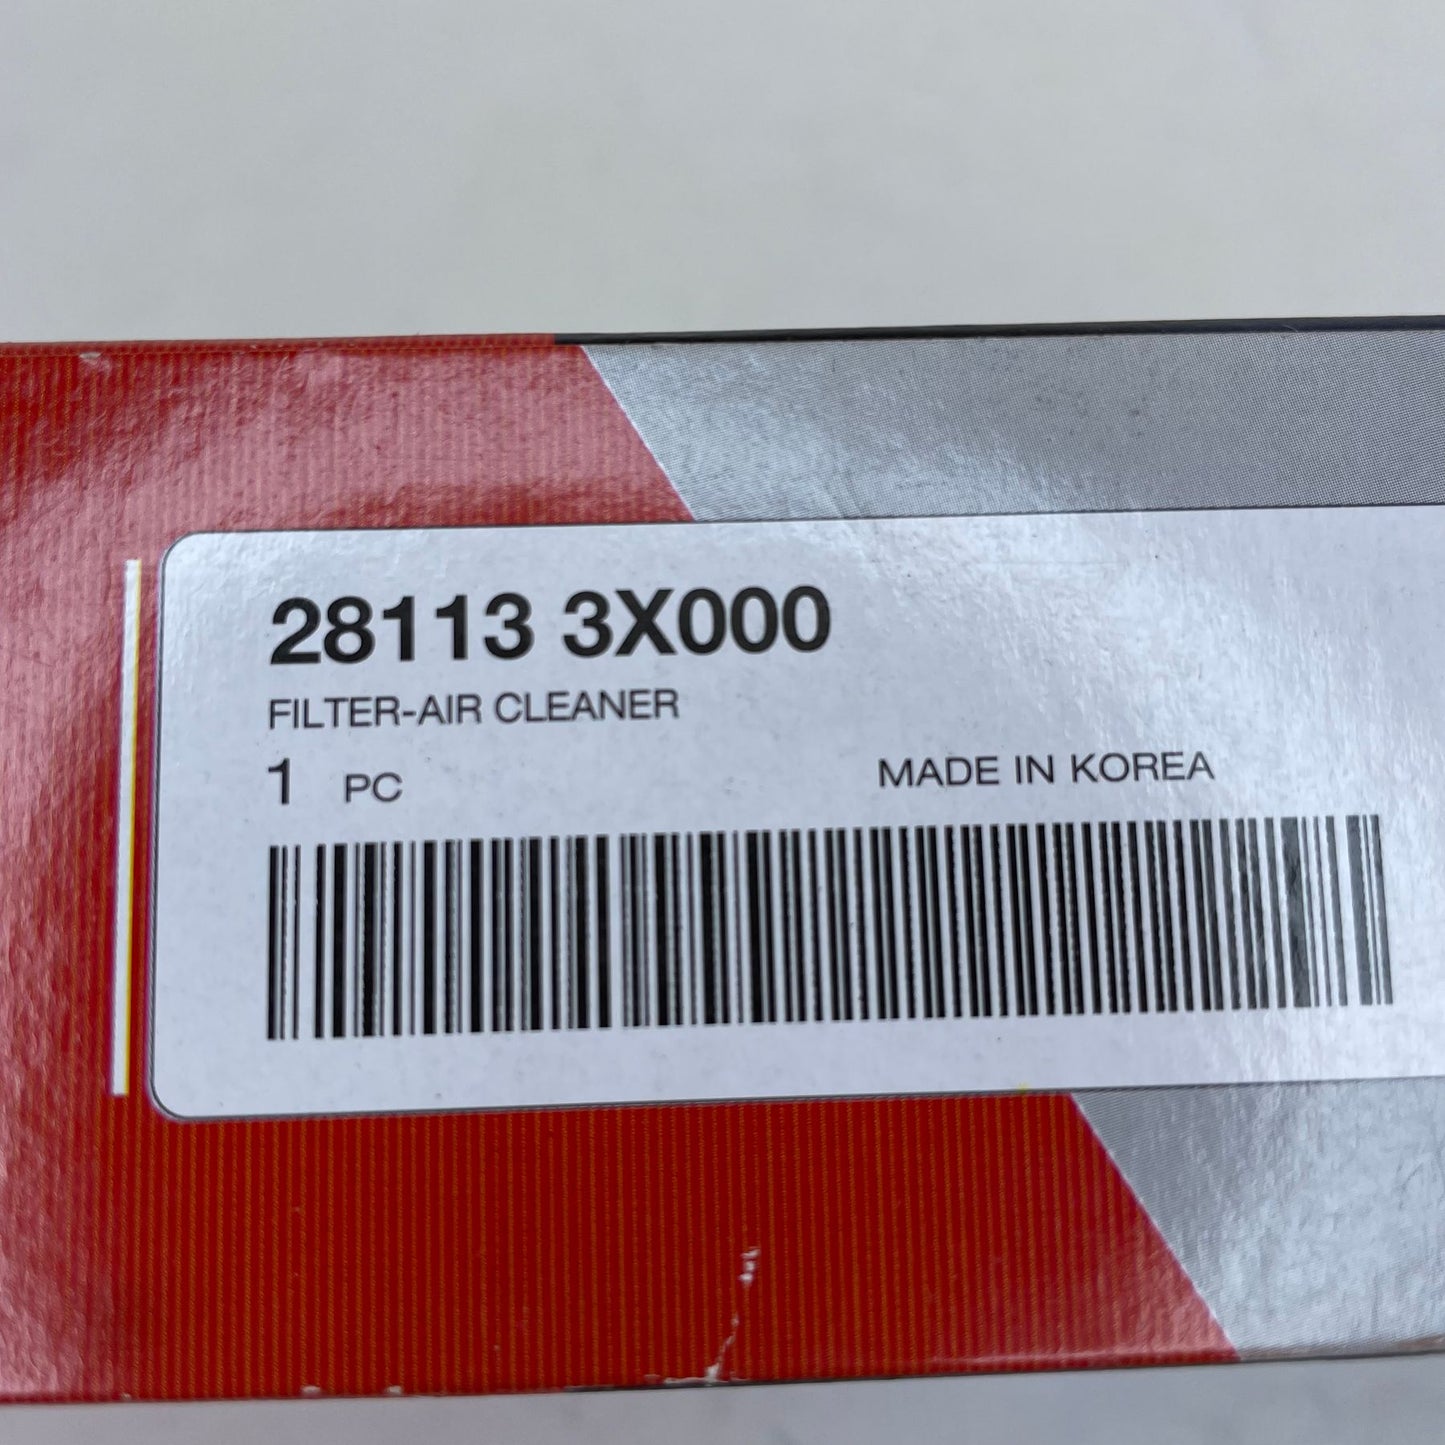 28113 3X000
FILTER-AIR CLEANER
1 PC
MADE IN KOREA